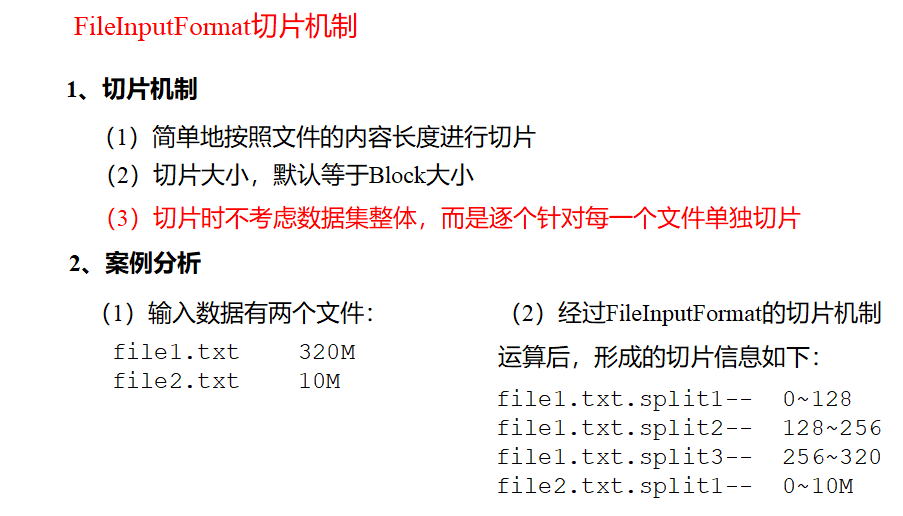 FileInputFormat切片机制
1、切片机制
（1）简单地按照文件的内容长度进行切片
（2）切片大小，默认等于Block大小
（3）切片时不考虑数据集整体，而是逐个针对每一个文件单独切片
2、案例分析
（1）输入数据有两个文件：
file1.txt 320M
file2.txt 10M
（2）经过FileInputFormat的切片机制
运算后，形成的切片信息如下：
file1.txt.split1-- 0~128
file1.txt.split2-- 128~256
file1.txt.split3-- 256~320
file2.txt.split1-- 0~10M